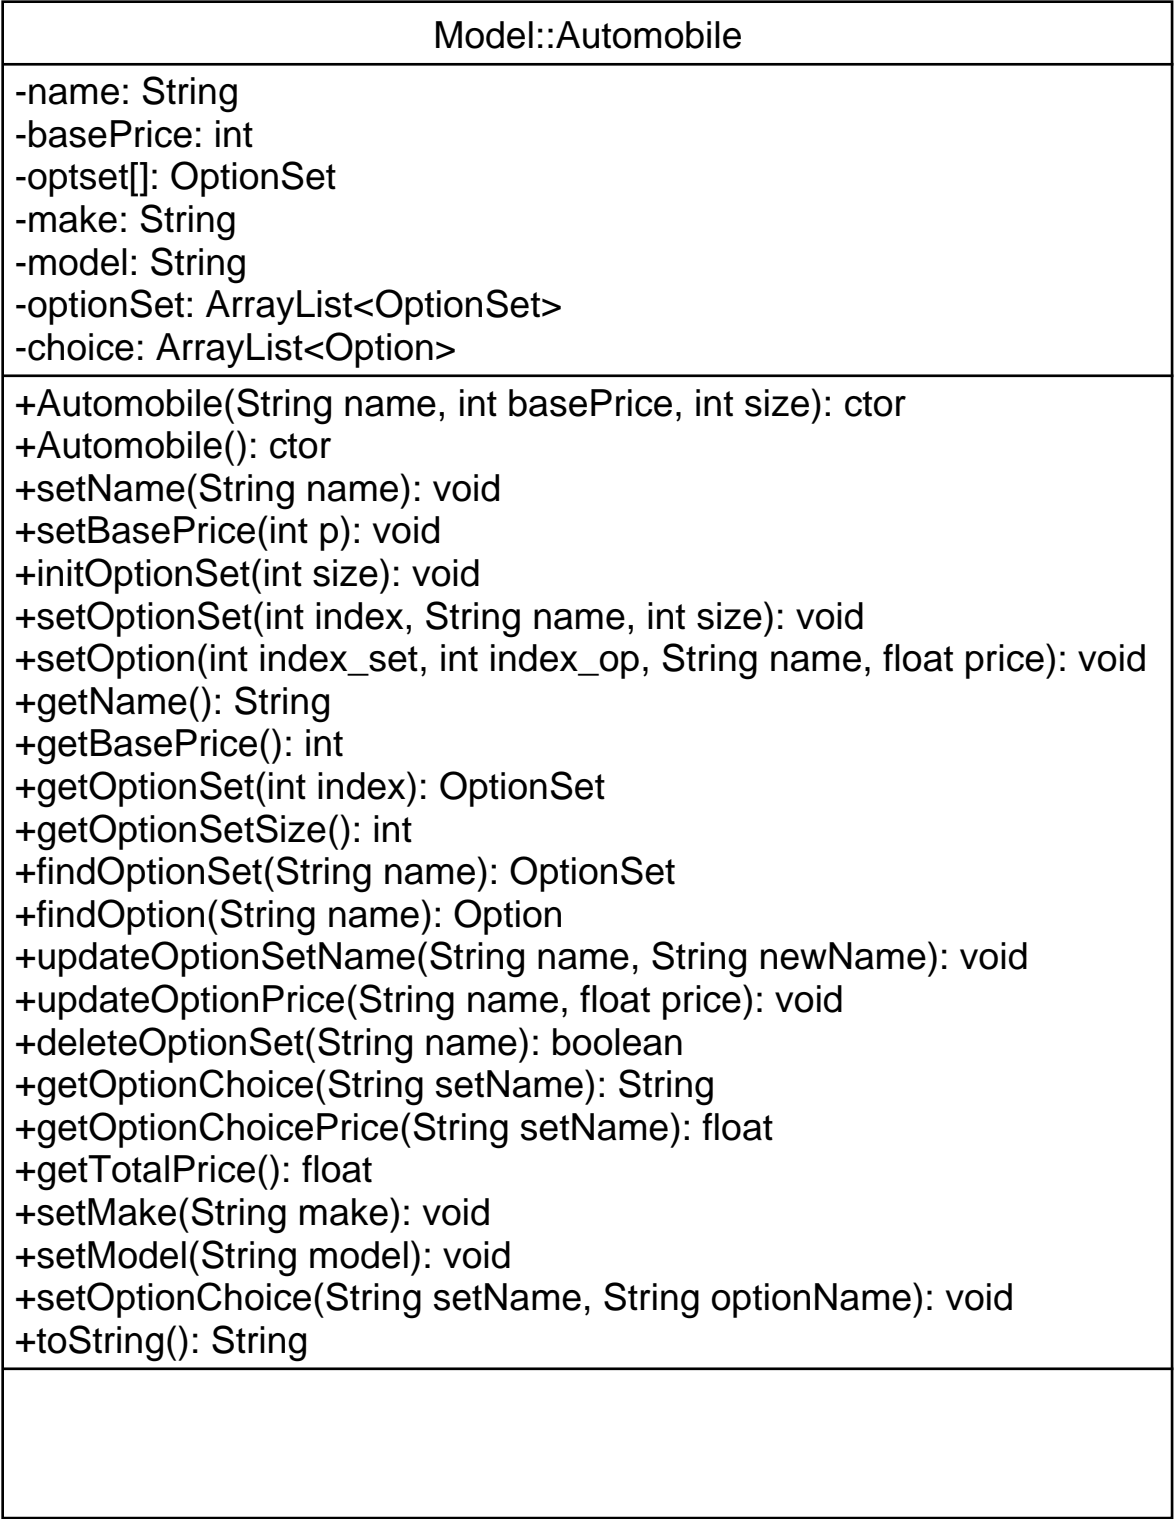 Model::Automobile
-name: String
-basePrice: int
-optset[]: OptionSet
-make: String
-model: String
-optionSet: ArrayList<OptionSet>
-choice: ArrayList<Option>
+Automobile(String name, int basePrice, int size): ctor
+Automobile(): ctor
+setName(String name): void
+setBasePrice(int p): void
+initOptionSet(int size): void
+setOptionSet(int index, String name, int size): void
+setOption(int index_set, int index_op, String name, float price): void
+getName(): String
+getBasePrice(): int
+getOptionSet(int index): OptionSet
+getOptionSetSize(): int
+findOptionSet(String name): OptionSet
+findOption(String name): Option
+updateOptionSetName(String name, String newName): void
+updateOptionPrice(String name, float price): void
+deleteOptionSet(String name): boolean
+getOptionChoice(String setName): String
+getOptionChoicePrice(String setName): float
+getTotalPrice(): float
+setMake(String make): void
+setModel(String model): void
+setOptionChoice(String setName, String optionName): void
+toString(): String